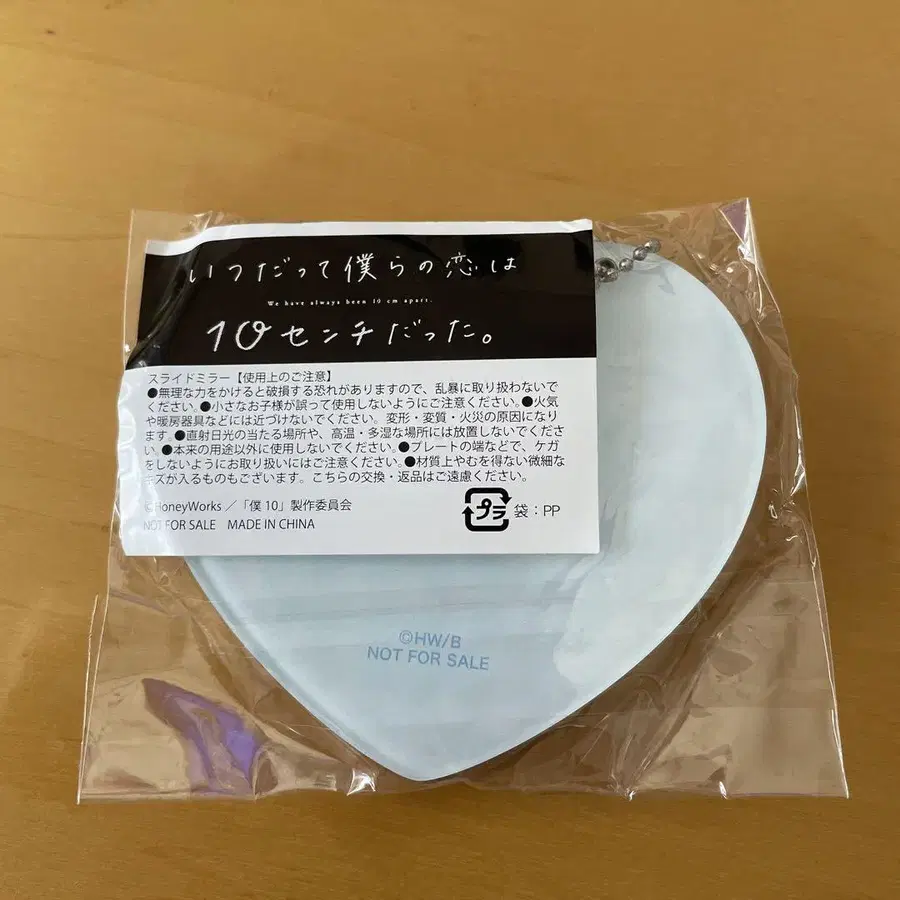 いつだって僕らの恋は
We have always been 10 cm apart.
10センチだった。
スライドミラー【使用上のご注意】
●無理な力をかけると破損する恐れがありますので、乱暴に取り扱わないで
ください。●小さなお子様が誤って使用しないようにご注意ください。●火気
や暖房器具などには近づけないでください。変形・変質・火災の原因になり
ます。●直射日光の当たる場所や、高温・多湿な場所には放置しないでくださ
い。●本来の用途以外に使用しないでください。●プレートの端などで、ケガ
をしないようにお取り扱いにはご注意ください。●材質上やむを得ない微細な
キズが入るものもございます。こちらの交換・返品はご遠慮ください。
©HoneyWorks／「僕10」製作委員会
NOT FOR SALE MADE IN CHINA
プラ 袋：PP
©HW/B
NOT FOR SALE